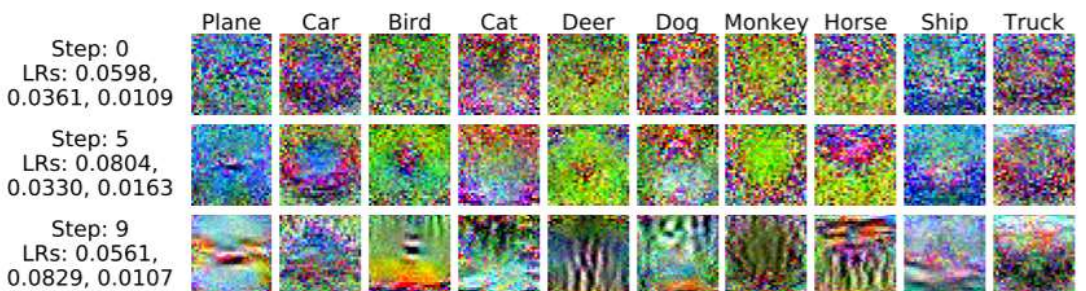 Plane Car Bird Cat Deer Dog Monkey Horse Ship Truck
Step: 0
LRs: 0.0598,
0.0361, 0.0109
Step: 5
LRs: 0.0804,
0.0330, 0.0163
Step: 9
LRs: 0.0561,
0.0829, 0.0107